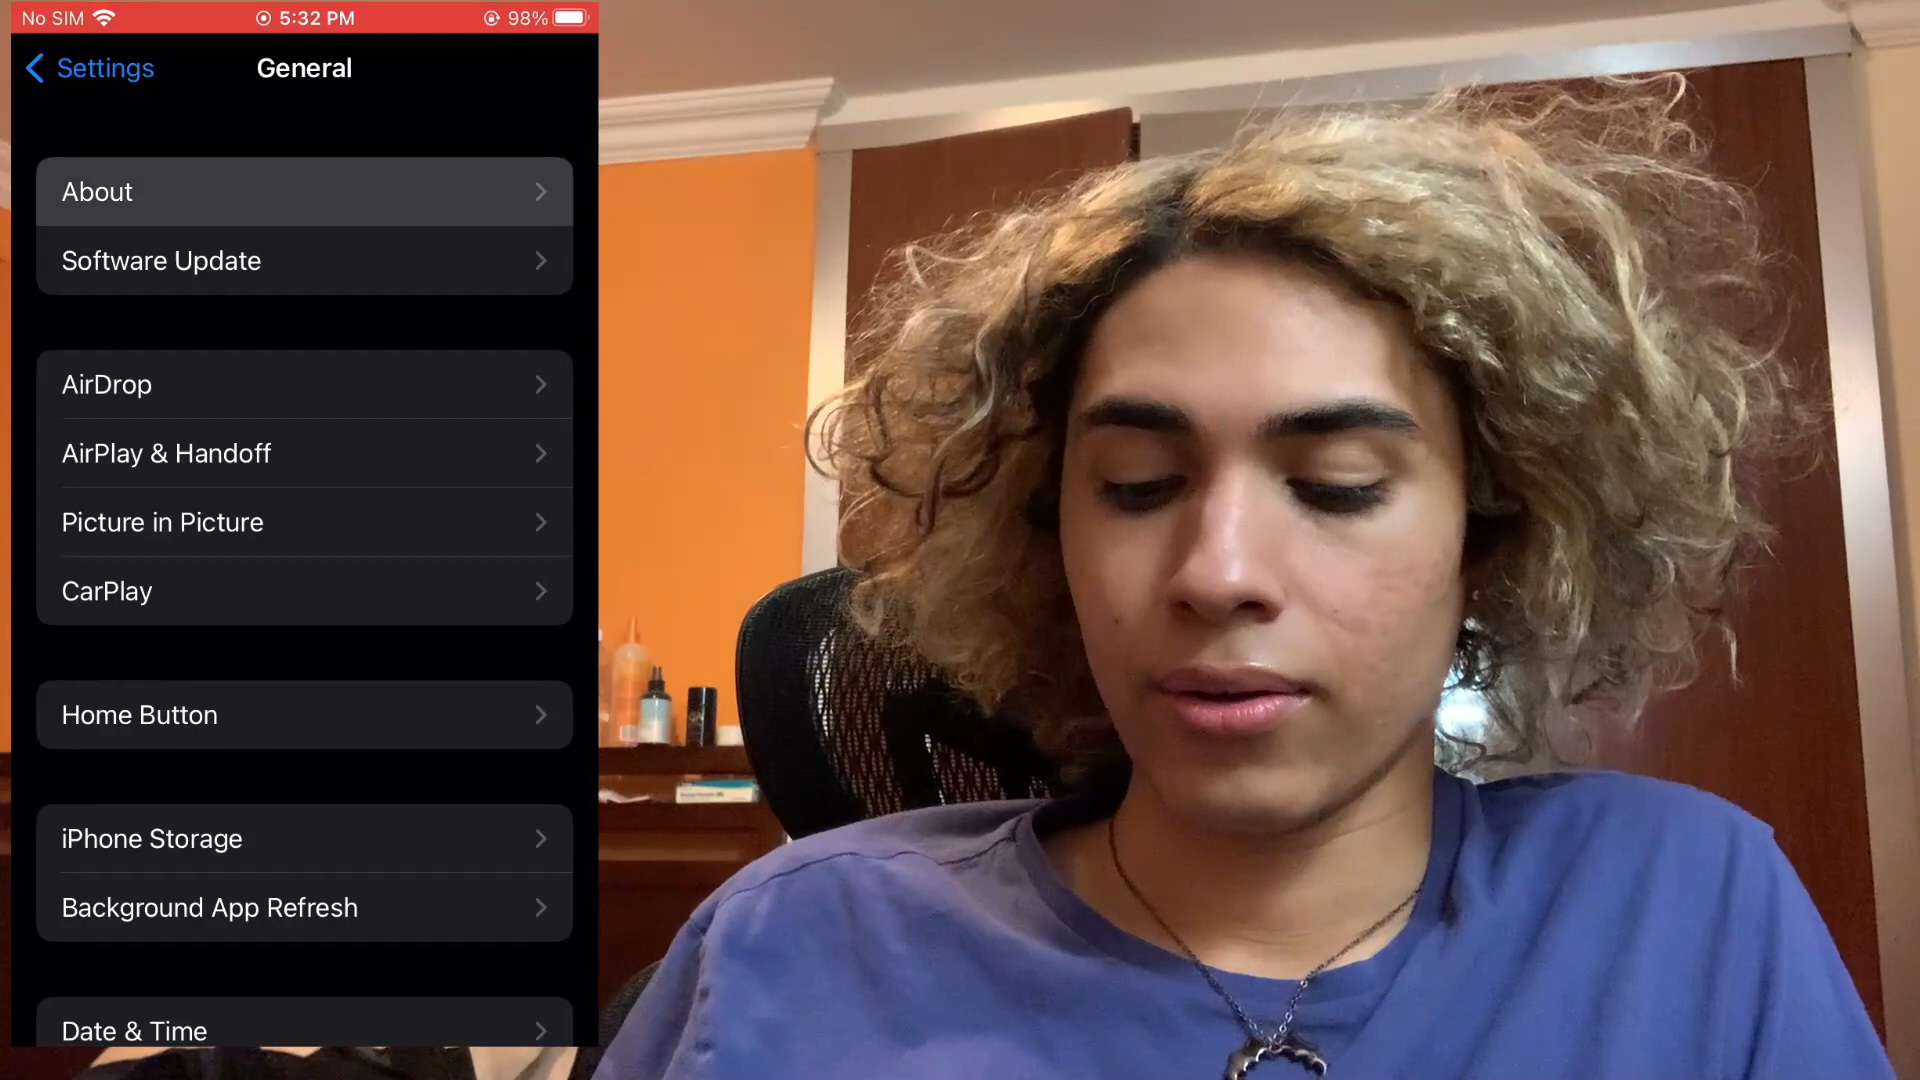 No SIM 5:32 PM 98%
Settings General
About
Software Update
AirDrop
AirPlay & Handoff
Picture in Picture
CarPlay
Home Button
iPhone Storage
Background App Refresh
Date & Time